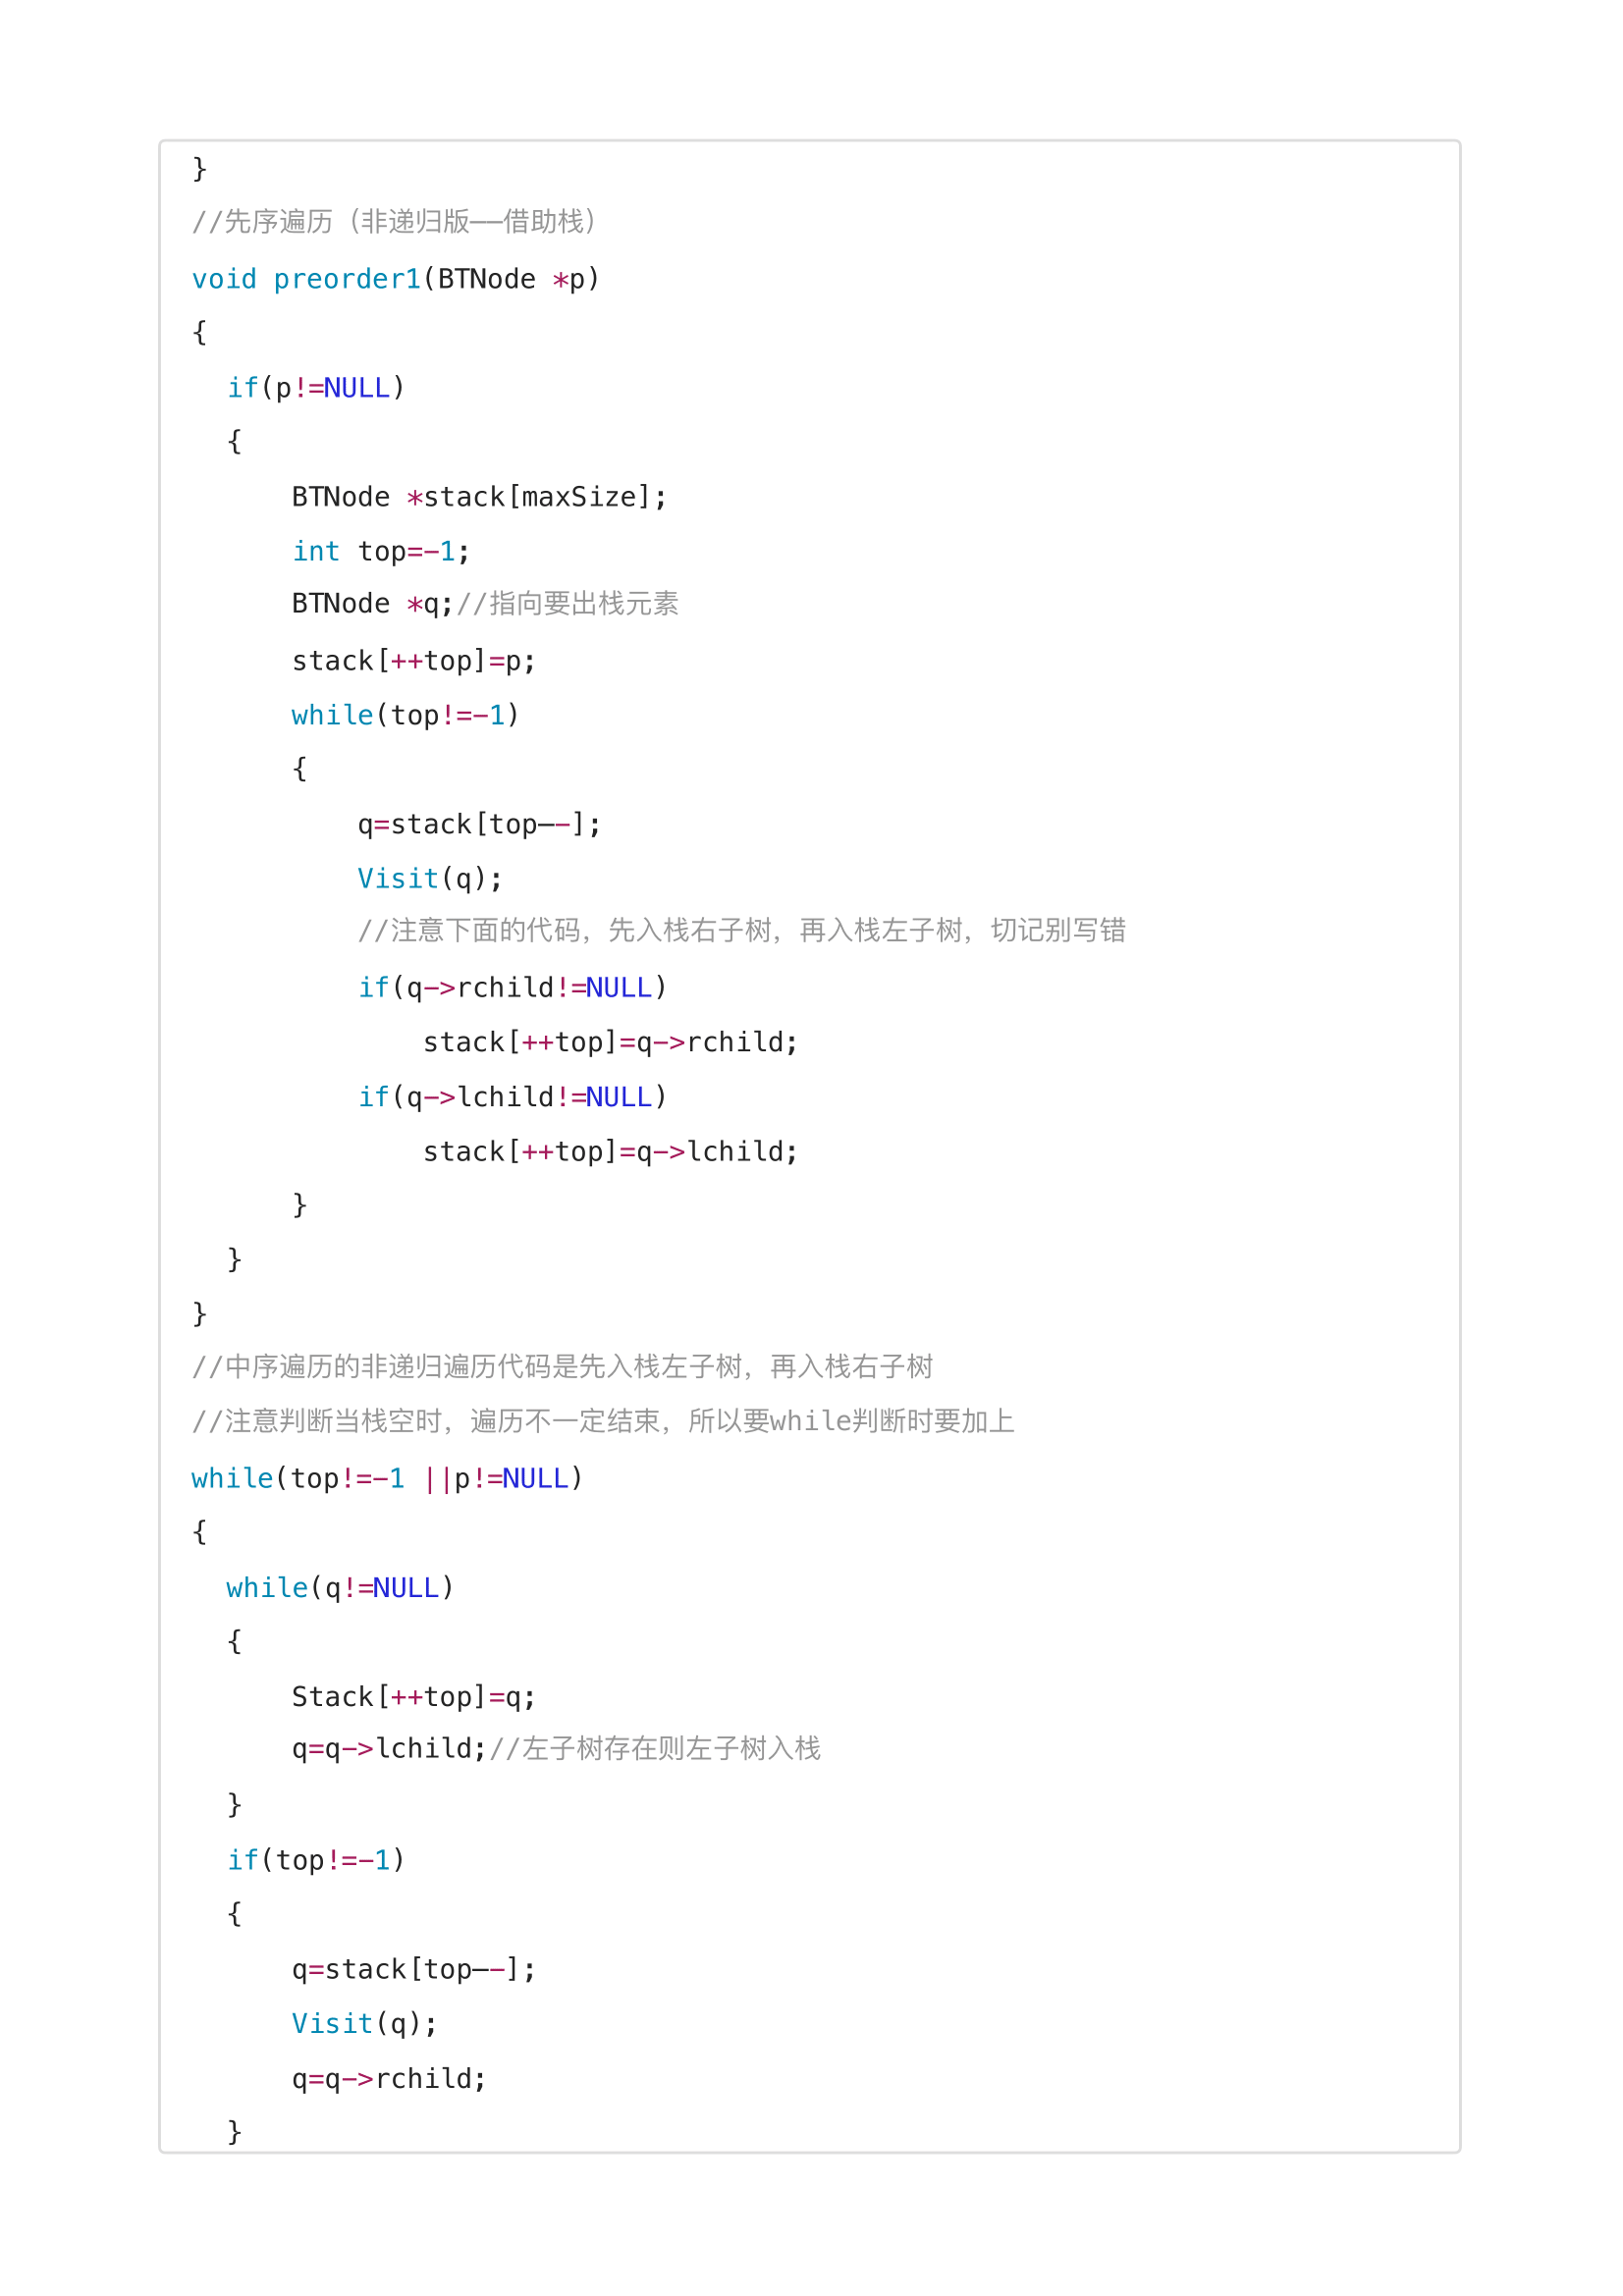 }
//先序遍历（非递归版——借助栈）
void preorder1(BTNode *p)
{
if(p!=NULL)
{
BTNode *stack[maxSize];
int top=-1;
BTNode *q;//指向要出栈元素
stack[++top]=p;
while(top!=-1)
{
q=stack[top--];
Visit(q);
//注意下面的代码，先入栈右子树，再入栈左子树，切记别写错
if(q->rchild!=NULL)
stack[++top]=q->rchild;
if(q->lchild!=NULL)
stack[++top]=q->lchild;
}
}
}
//中序遍历的非递归遍历代码是先入栈左子树，再入栈右子树
//注意判断当栈空时，遍历不一定结束，所以要while判断时要加上
while(top!=-1 ||p!=NULL)
{
while(q!=NULL)
{
Stack[++top]=q;
q=q->lchild;//左子树存在则左子树入栈
}
if(top!=-1)
{
q=stack[top--];
Visit(q);
q=q->rchild;
}